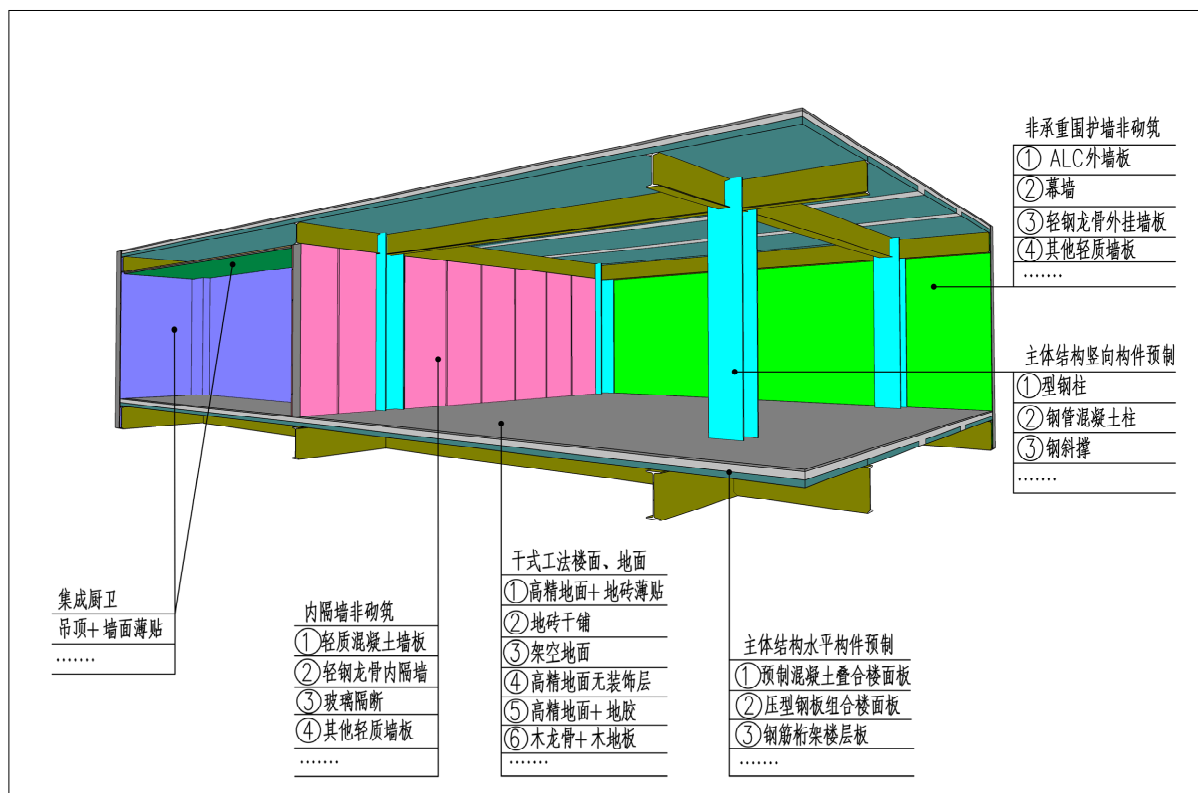 非承重围护墙非砌筑
① ALC外墙板
②幕墙
③轻钢龙骨外挂墙板
④其他轻质墙板
.......
主体结构竖向构件预制
①型钢柱
②钢管混凝土柱
③钢斜撑
.......
集成厨卫
吊顶+墙面薄贴
.......
内隔墙非砌筑
①轻质混凝土墙板
②轻钢龙骨内隔墙
③玻璃隔断
④其他轻质墙板
.......
干式工法楼面、地面
①高精地面+地砖薄贴
②地砖干铺
③架空地面
④高精地面无装饰层
⑤高精地面+地胶
⑥木龙骨+木地板
.......
主体结构水平构件预制
①预制混凝土叠合楼面板
②压型钢板组合楼面板
③钢筋桁架楼层板
.......